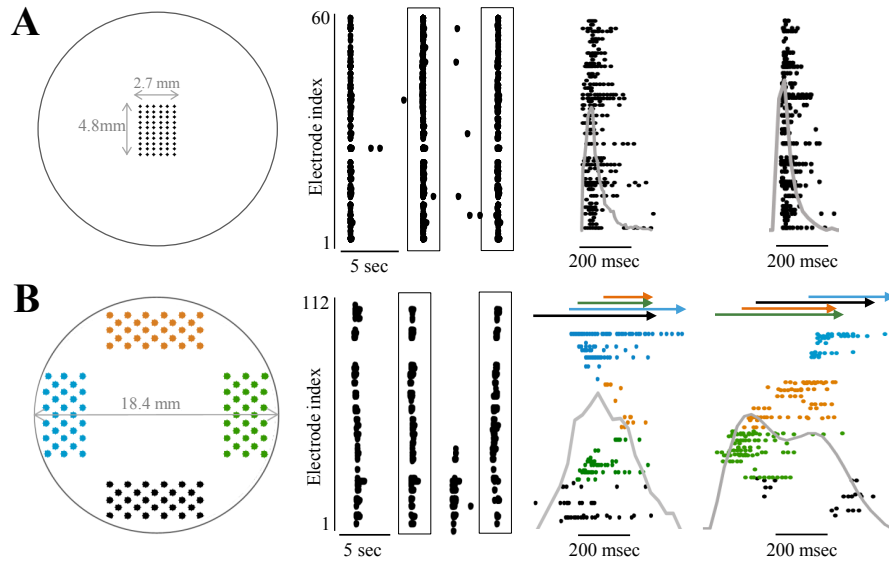 A
2.7 mm
4.8mm
60
Electrode index
1
5 sec
200 msec
200 msec
B
18.4 mm
112
Electrode index
1
5 sec
200 msec
200 msec